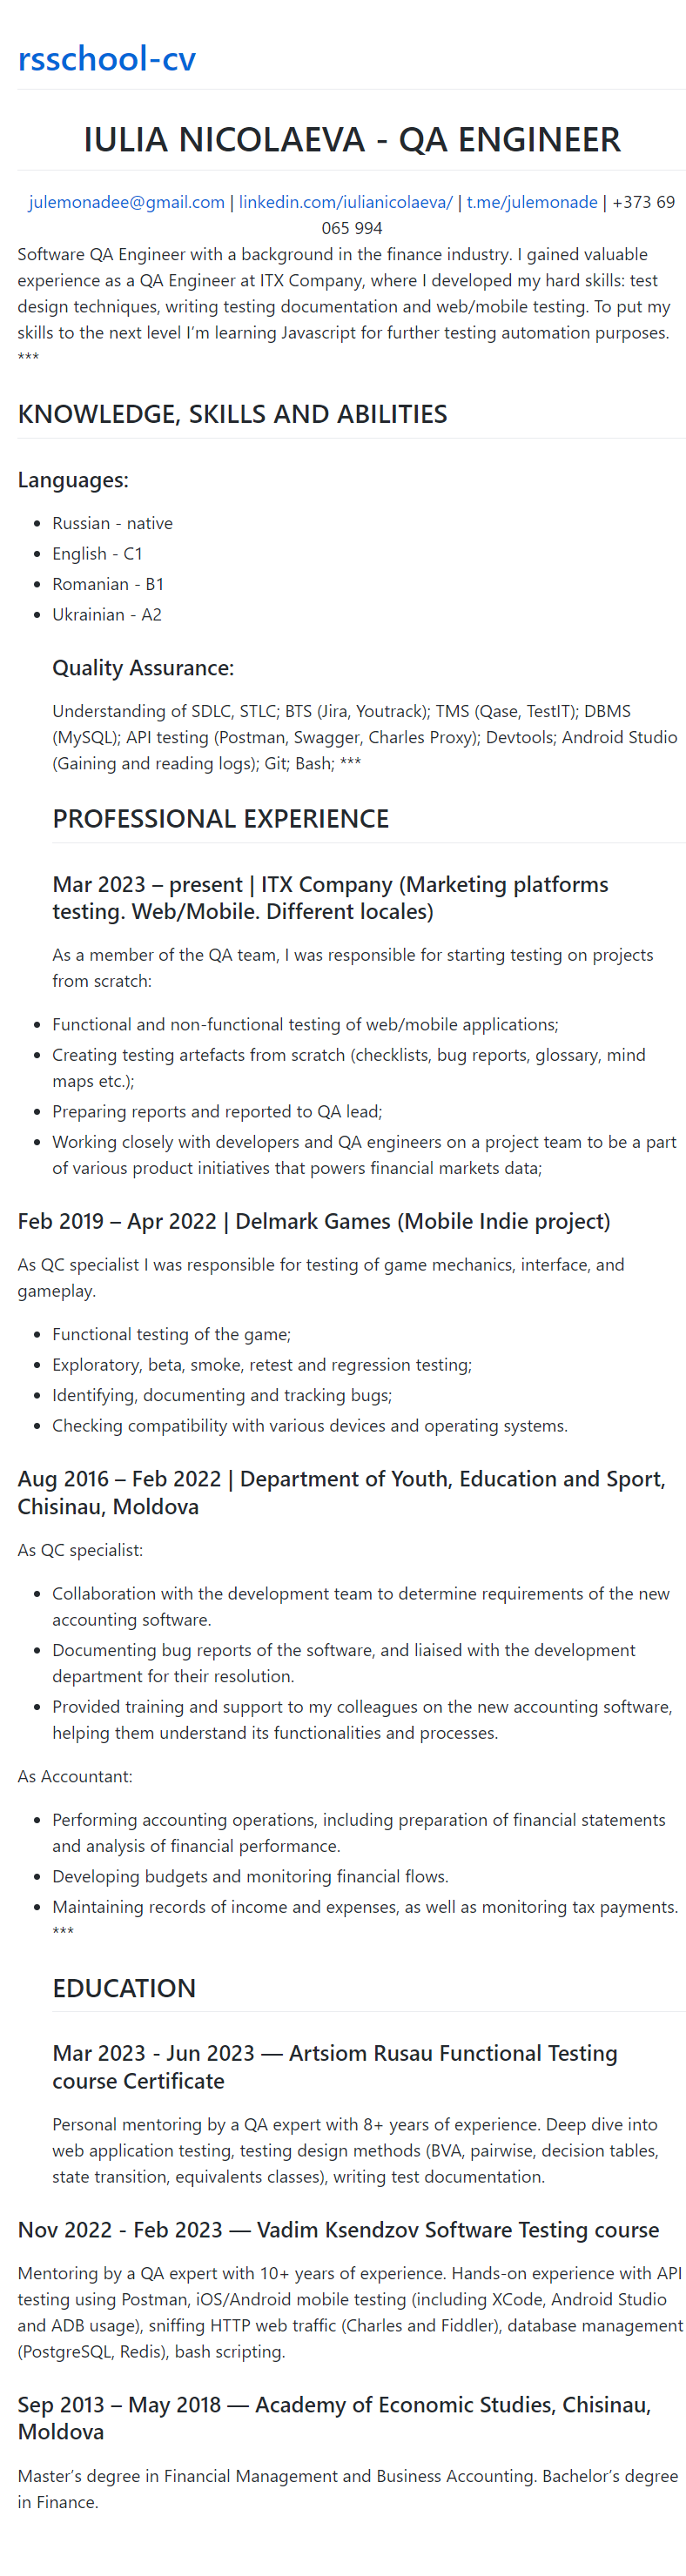 rsschool-cv
IULIA NICOLAEVA - QA ENGINEER
julemonadee@gmail.com | linkedin.com/iulianicolaeva/ | t.me/julemonade | +373 69
065 994
Software QA Engineer with a background in the finance industry. I gained valuable
experience as a QA Engineer at ITX Company, where I developed my hard skills: test
design techniques, writing testing documentation and web/mobile testing. To put my
skills to the next level I’m learning Javascript for further testing automation purposes.
***
KNOWLEDGE, SKILLS AND ABILITIES
Languages:
• Russian - native
• English - C1
• Romanian - B1
• Ukrainian - A2
Quality Assurance:
Understanding of SDLC, STLC; BTS (Jira, Youtrack); TMS (Qase, TestIT); DBMS
(MySQL); API testing (Postman, Swagger, Charles Proxy); Devtools; Android Studio
(Gaining and reading logs); Git; Bash; ***
PROFESSIONAL EXPERIENCE
Mar 2023 – present | ITX Company (Marketing platforms
testing. Web/Mobile. Different locales)
As a member of the QA team, I was responsible for starting testing on projects
from scratch:
• Functional and non-functional testing of web/mobile applications;
• Creating testing artefacts from scratch (checklists, bug reports, glossary, mind
maps etc.);
• Preparing reports and reported to QA lead;
• Working closely with developers and QA engineers on a project team to be a part
of various product initiatives that powers financial markets data;
Feb 2019 – Apr 2022 | Delmark Games (Mobile Indie project)
As QC specialist I was responsible for testing of game mechanics, interface, and
gameplay.
• Functional testing of the game;
• Exploratory, beta, smoke, retest and regression testing;
• Identifying, documenting and tracking bugs;
• Checking compatibility with various devices and operating systems.
Aug 2016 – Feb 2022 | Department of Youth, Education and Sport,
Chisinau, Moldova
As QC specialist:
• Collaboration with the development team to determine requirements of the new
accounting software.
• Documenting bug reports of the software, and liaised with the development
department for their resolution.
• Provided training and support to my colleagues on the new accounting software,
helping them understand its functionalities and processes.
As Accountant:
• Performing accounting operations, including preparation of financial statements
and analysis of financial performance.
• Developing budgets and monitoring financial flows.
• Maintaining records of income and expenses, as well as monitoring tax payments.
***
EDUCATION
Mar 2023 - Jun 2023 — Artsiom Rusau Functional Testing
course Certificate
Personal mentoring by a QA expert with 8+ years of experience. Deep dive into
web application testing, testing design methods (BVA, pairwise, decision tables,
state transition, equivalents classes), writing test documentation.
Nov 2022 - Feb 2023 — Vadim Ksendzov Software Testing course
Mentoring by a QA expert with 10+ years of experience. Hands-on experience with API
testing using Postman, iOS/Android mobile testing (including XCode, Android Studio
and ADB usage), sniffing HTTP web traffic (Charles and Fiddler), database management
(PostgreSQL, Redis), bash scripting.
Sep 2013 – May 2018 — Academy of Economic Studies, Chisinau,
Moldova
Master’s degree in Financial Management and Business Accounting. Bachelor’s degree
in Finance.